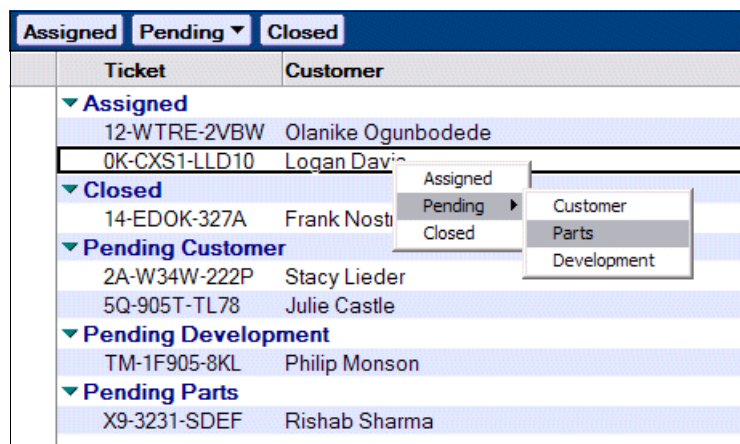 Assigned Pending Closed
Ticket Customer
Assigned
12-WTRE-2VBW Olanike Ogunbodede
0K-CXS1-LLD10 Logan Davis
Assigned
Closed
Pending Customer
14-EDOK-327A Frank Nostr
Closed Parts
Development
Pending Customer
2A-W34W-222P Stacy Lieder
5Q-905T-TL78 Julie Castle
Pending Development
TM-1F905-8KL Philip Monson
Pending Parts
X9-3231-SDEF Rishab Sharma